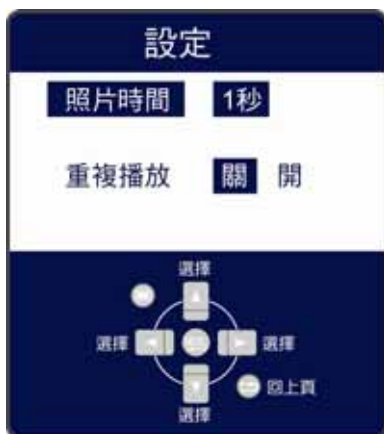 設定
照片時間 1秒
重複播放 關 開
選擇
選擇 選擇
回上頁
選擇